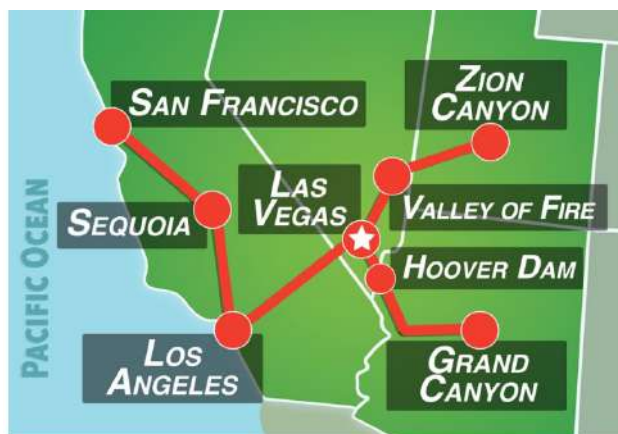 ZION
CANYON
SAN FRANCISCO
LAS
VEGAS
VALLEY OF FIRE
SEQUOIA
HOOVER DAM
PACIFIC OCEAN
LOS
ANGELES
GRAND
CANYON